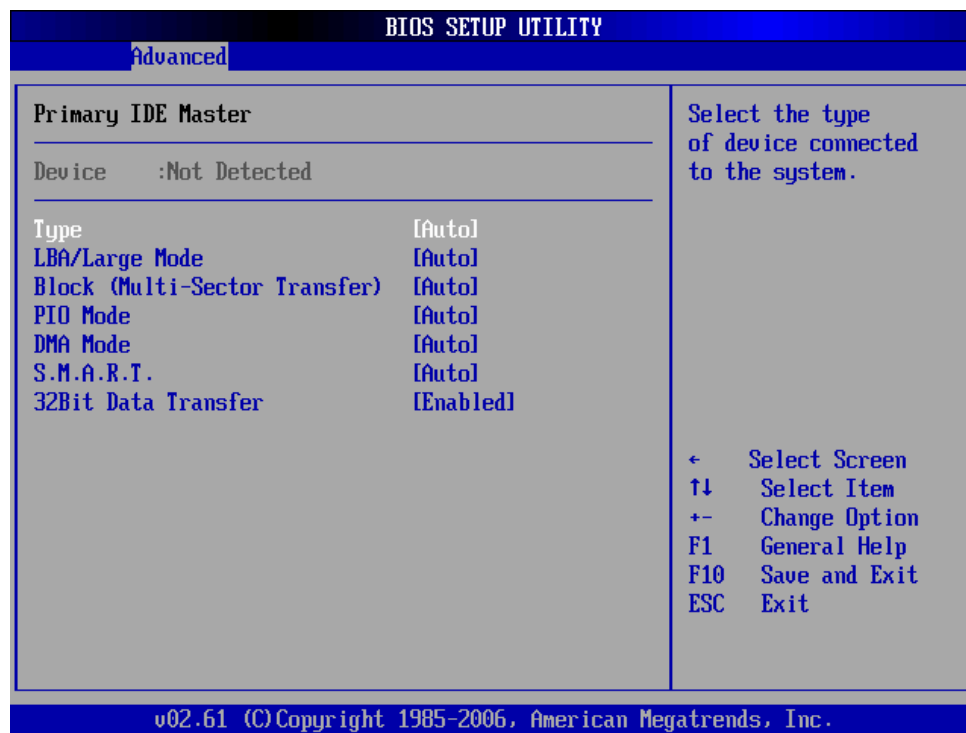 BIOS SETUP UTILITY
Advanced
Primary IDE Master
Device :Not Detected
Type [Auto]
LBA/Large Mode [Auto]
Block (Multi-Sector Transfer) [Auto]
PIO Mode [Auto]
DMA Mode [Auto]
S.M.A.R.T. [Auto]
32Bit Data Transfer [Enabled]
Select the type
of device connected
to the system.
← Select Screen
↑↓ Select Item
+- Change Option
F1 General Help
F10 Save and Exit
ESC Exit
v02.61 (C)Copyright 1985-2006, American Megatrends, Inc.